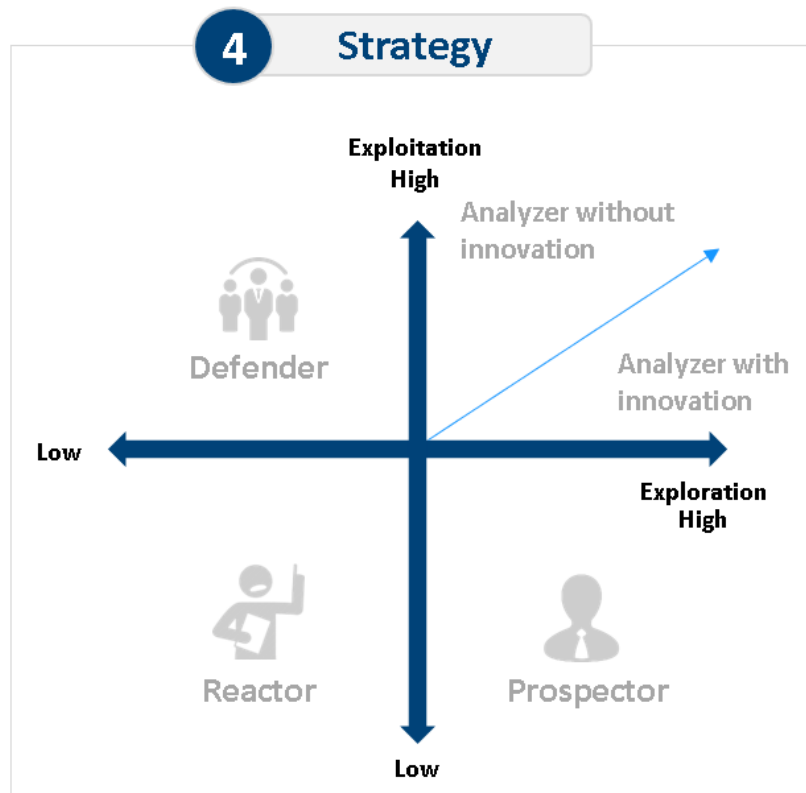 4
Strategy
Exploitation
High
Analyzer without
innovation
Defender
Analyzer with
innovation
Low
Exploration
High
Reactor
Prospector
Low